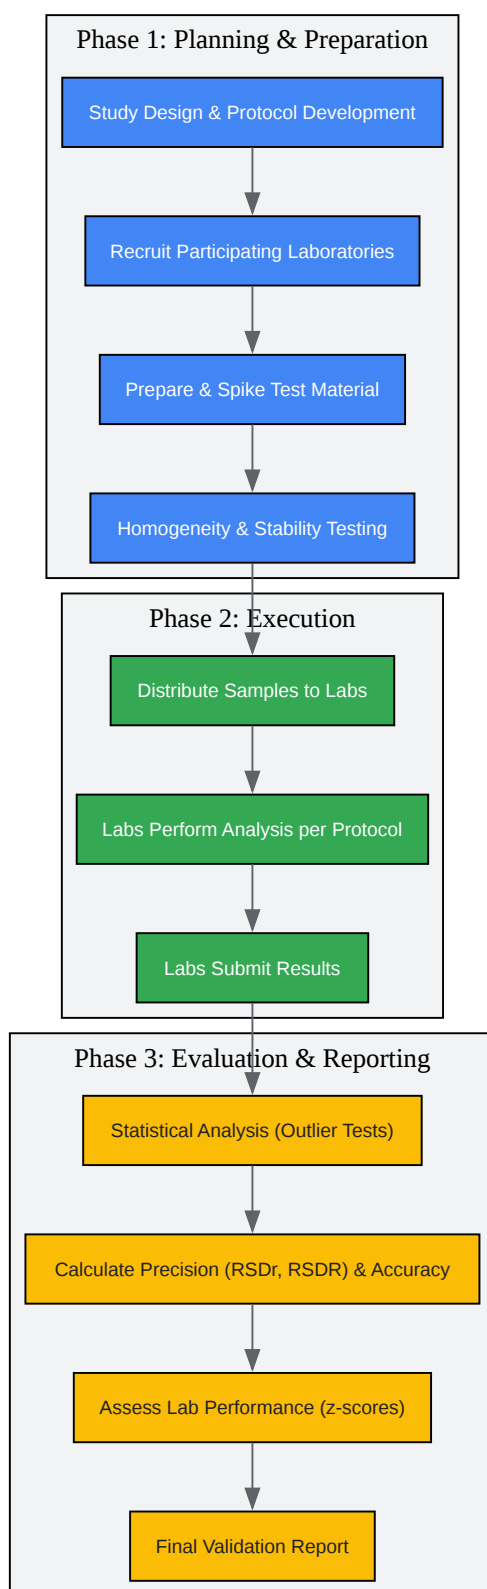 Phase 1: Planning & Preparation
Study Design & Protocol Development
Recruit Participating Laboratories
Prepare & Spike Test Material
Homogeneity & Stability Testing
Phase 2: Execution
Distribute Samples to Labs
Labs Perform Analysis per Protocol
Labs Submit Results
Phase 3: Evaluation & Reporting
Statistical Analysis (Outlier Tests)
Calculate Precision (RSDr, RSDR) & Accuracy
Assess Lab Performance (z-scores)
Final Validation Report